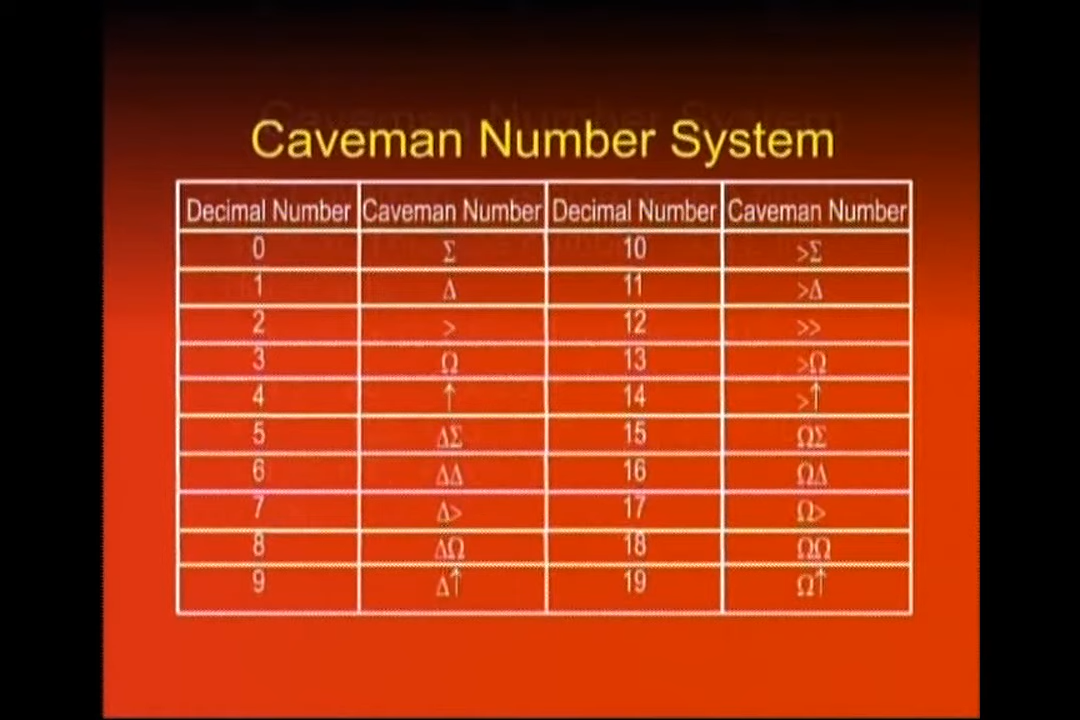 Caveman Number System
Decimal Number Caveman Number Decimal Number Caveman Number
0 Σ 10 >Σ
1 Δ 11 >Δ
2 > 12 >>
3 Ω 13 >Ω
4 ↑ 14 >↑
5 ΔΣ 15 ΩΣ
6 ΔΔ 16 ΩΔ
7 Δ> 17 Ω>
8 ΔΩ 18 ΩΩ
9 Δ↑ 19 Ω↑